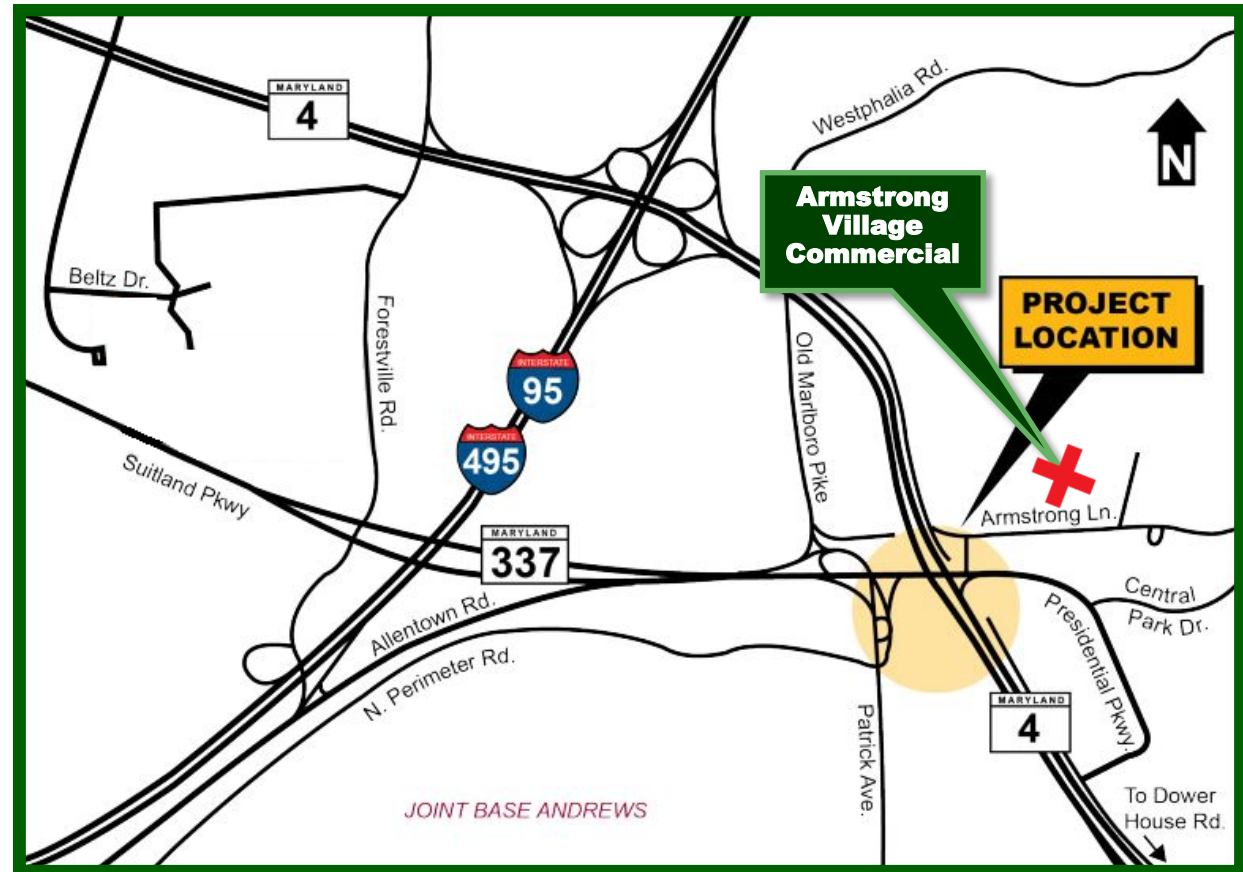 MARYLAND
4
Westphalia Rd.
N
Armstrong
Village
Commercial
Beltz Dr.
PROJECT
LOCATION
Forestville Rd.
INTERSTATE
95
Old Marlboro Pike
INTERSTATE
495
Suitland Pkwy
Armstrong Ln.
MARYLAND
337
Central
Park Dr.
Allentown Rd.
Presidential Pkwy.
N. Perimeter Rd.
MARYLAND
4
Patrick Ave.
JOINT BASE ANDREWS
To Dower
House Rd.